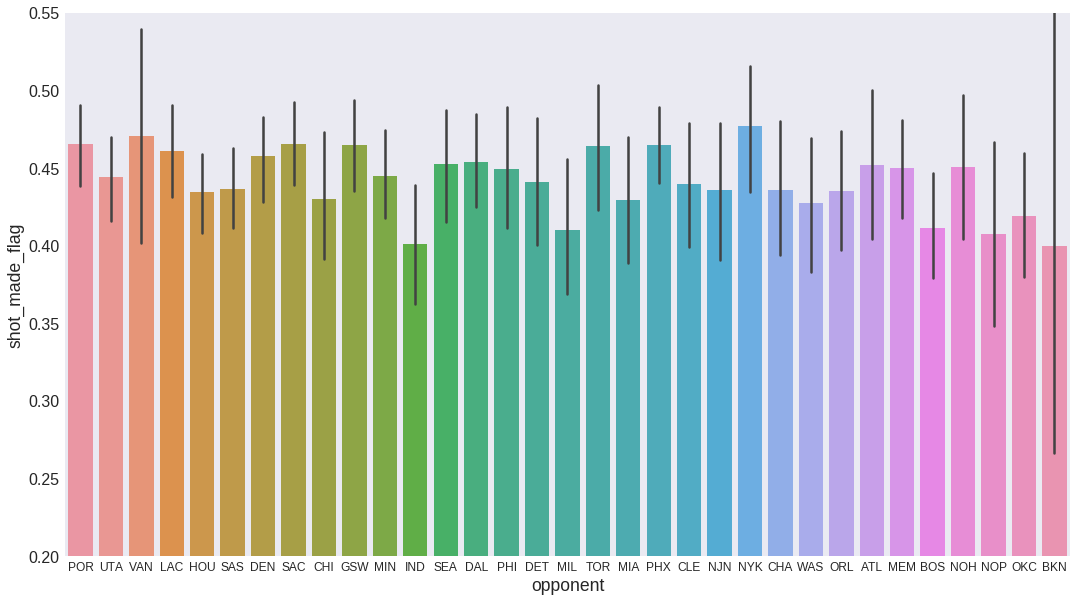 0.55
0.50
0.45
0.40
0.35
0.30
0.25
0.20
shot_made_flag
POR UTA VAN LAC HOU SAS DEN SAC CHI GSW MIN IND SEA DAL PHI DET MIL TOR MIA PHX CLE NJN NYK CHA WAS ORL ATL MEM BOS NOH NOP OKC BKN
opponent